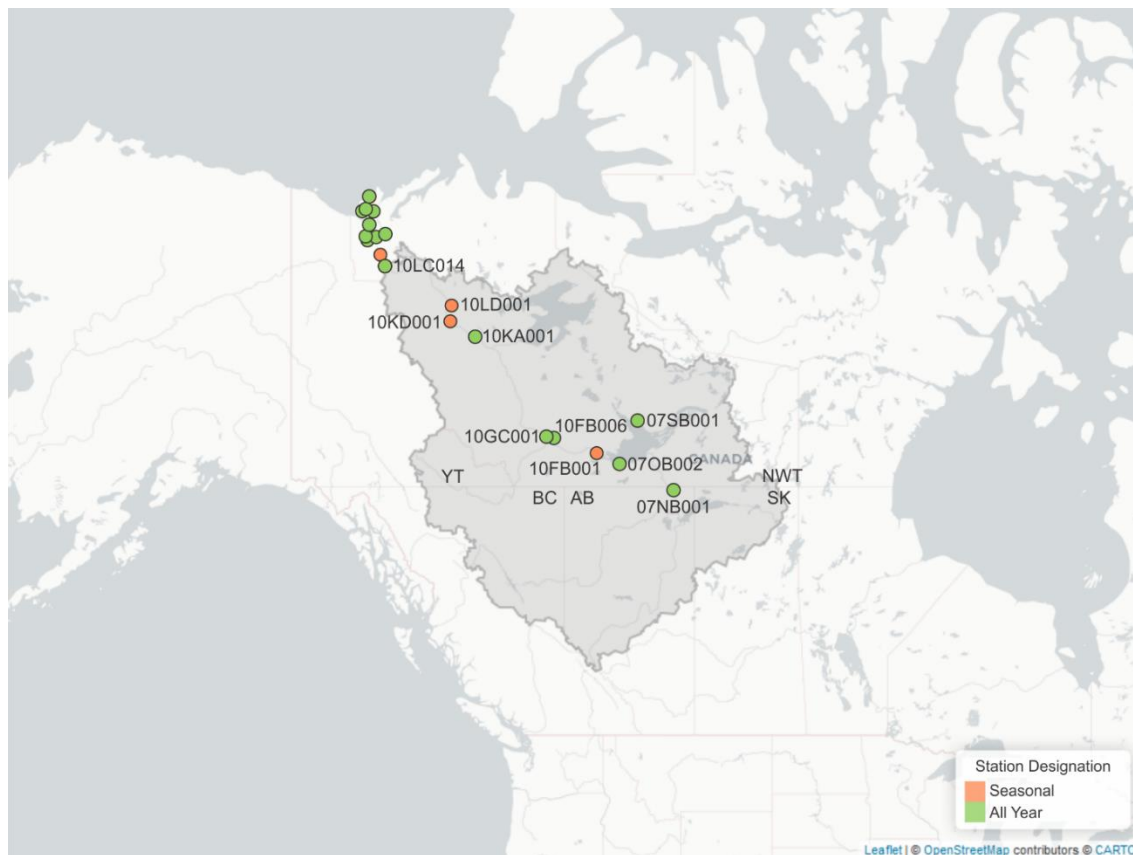 10LC014
10LD001
10KD001
10KA001
07SB001
10FB006
10GC001
10FB001
07OB002
CANADA
YT
NWT
BC AB
SK
07NB001
Station Designation
Seasonal
All Year
Leaflet | © OpenStreetMap contributors © CARTO